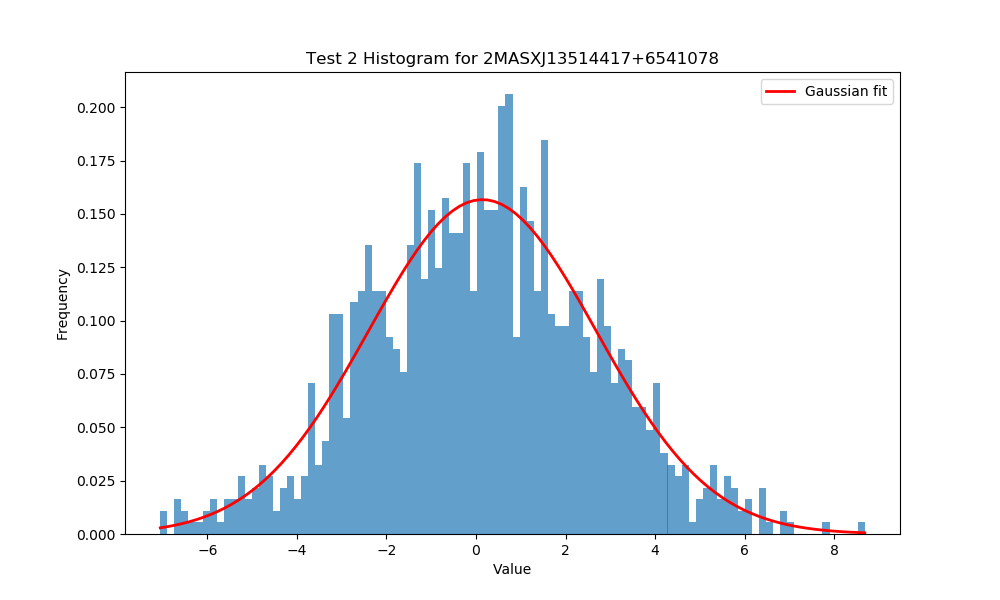 Test 2 Histogram for 2MASXJ13514417+6541078
Gaussian fit
0.200
0.175
0.150
0.125
0.100
0.075
0.050
0.025
0.000
Frequency
−6 −4 −2 0 2 4 6 8
Value